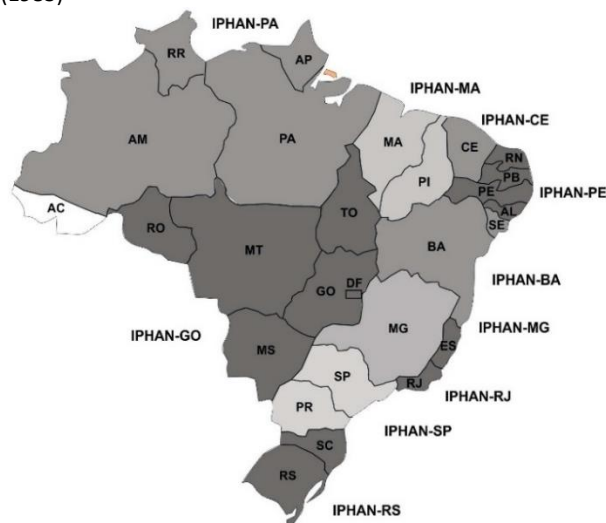 IPHAN-PA
RR
AP
IPHAN-MA
IPHAN-CE
AM
PA
MA
CE
RN
PB
PI
PE
IPHAN-PE
AC
TO
AL
SE
RO
MT
BA
DF
GO
IPHAN-BA
MG
IPHAN-MG
IPHAN-GO
ES
MS
SP
RJ
IPHAN-RJ
PR
IPHAN-SP
SC
RS
IPHAN-RS